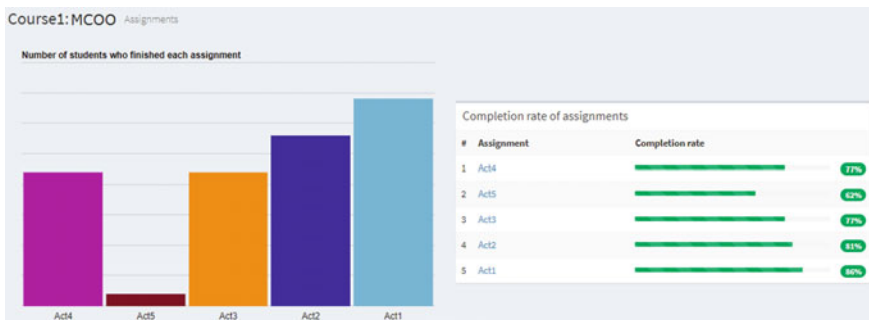 Course1: MCOO Assignments
Number of students who finished each assignment
Act4 Act5 Act3 Act2 Act1
Completion rate of assignments
# Assignment Completion rate
1 Act4 77%
2 Act5 62%
3 Act3 77%
4 Act2 81%
5 Act1 86%